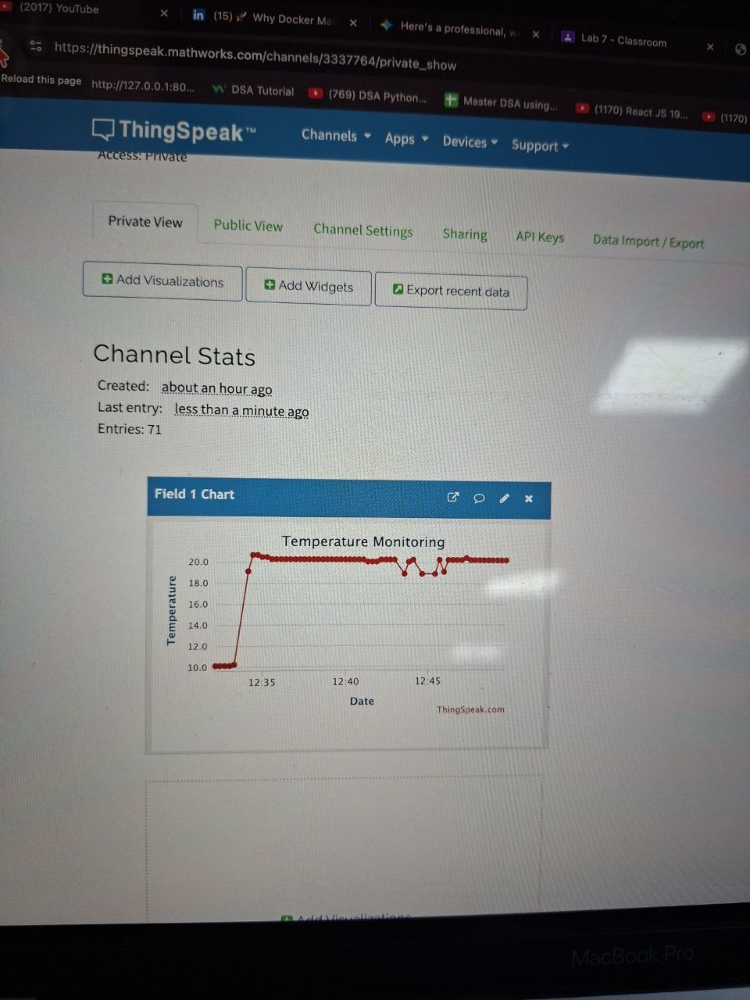 (2017) YouTube
(15) 🚀 Why Docker Ma
Here's a professional, w
Lab 7 - Classroom
https://thingspeak.mathworks.com/channels/3337764/private_show
Reload this page
http://127.0.0.1:80...
DSA Tutorial
(769) DSA Python...
Master DSA using...
(1170) React JS 19...
(1170)
ThingSpeak™
Channels
Apps
Devices
Support
Access: Private
Private View
Public View
Channel Settings
Sharing
API Keys
Data Import / Export
Add Visualizations
Add Widgets
Export recent data
Channel Stats
Created: about an hour ago
Last entry: less than a minute ago
Entries: 71
Field 1 Chart
Temperature Monitoring
Temperature
20.0
18.0
16.0
14.0
12.0
10.0
12:35
12:40
12:45
Date
ThingSpeak.com
Add Visualizations
MacBook Pro